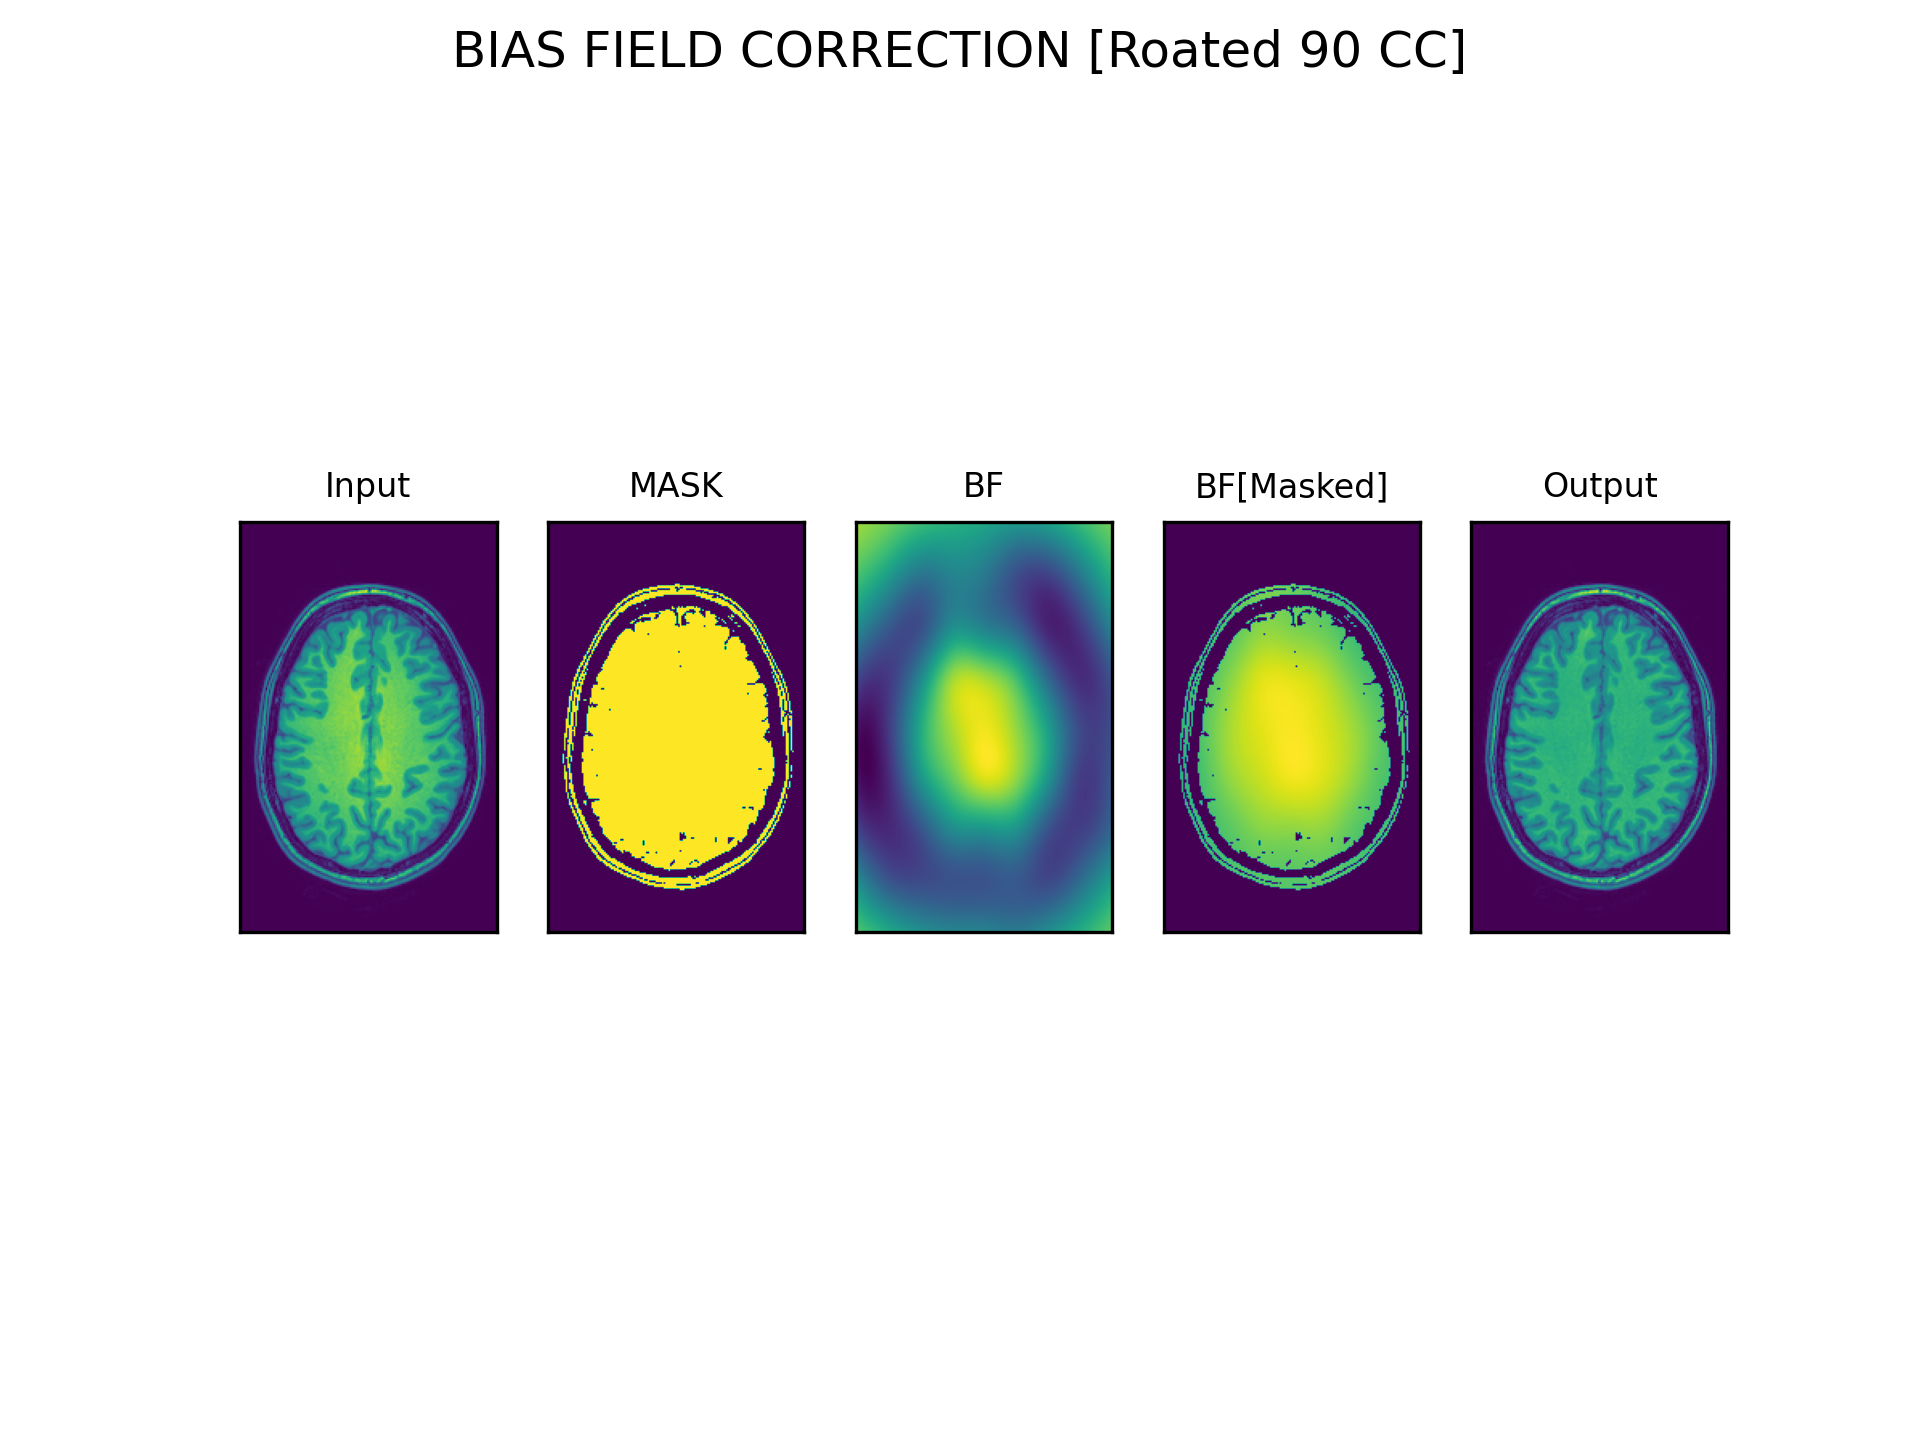 BIAS FIELD CORRECTION [Roated 90 CC]
Input
MASK
BF
BF[Masked]
Output